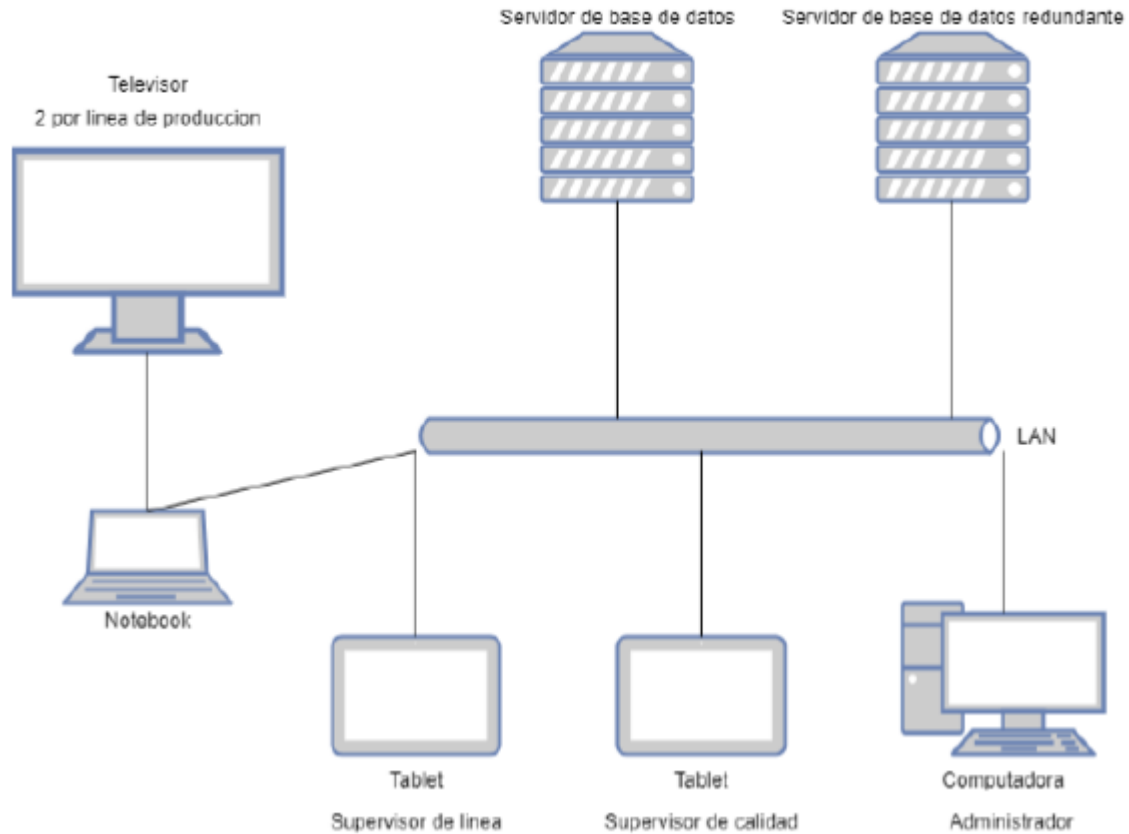 Servidor de base de datos
Servidor de base de datos redundante
Televisor
2 por linea de produccion
LAN
Notebook
Tablet
Supervisor de linea
Tablet
Supervisor de calidad
Computadora
Administrador